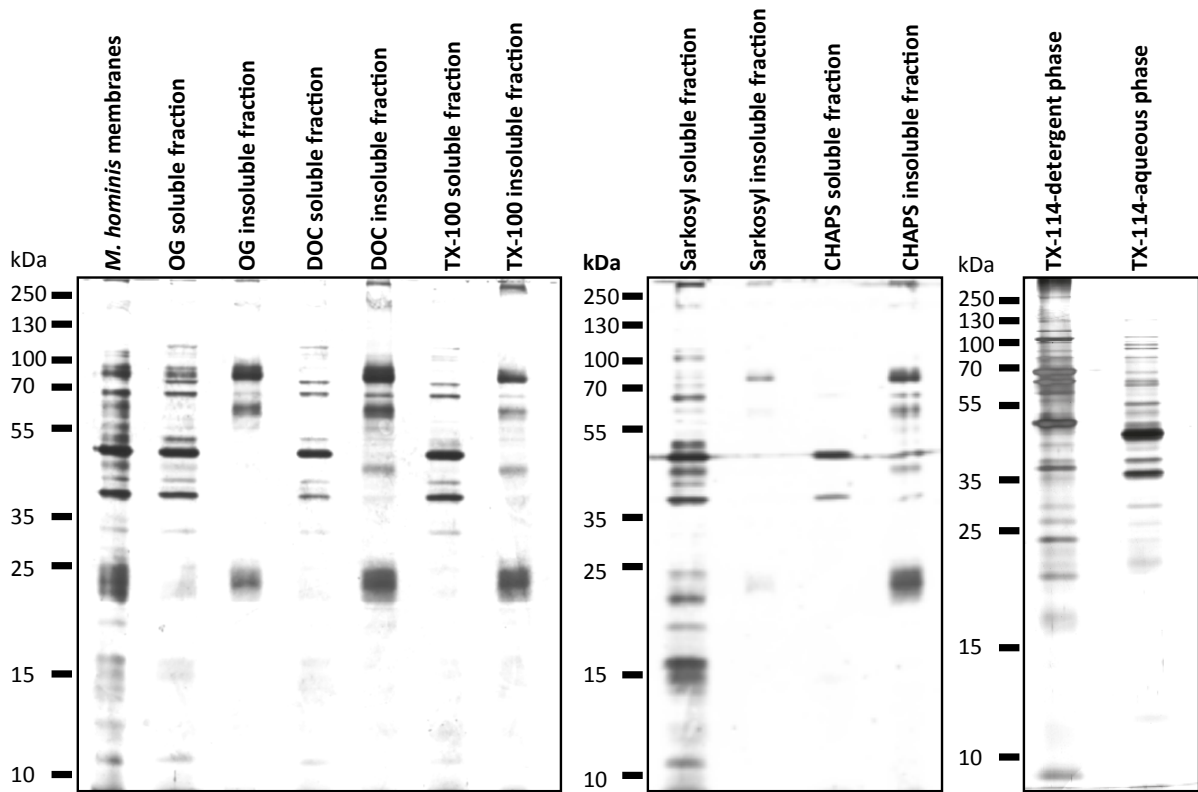 M. hominis membranes
OG soluble fraction
OG insoluble fraction
DOC soluble fraction
DOC insoluble fraction
TX-100 soluble fraction
TX-100 insoluble fraction
kDa
250
130
100
70
55
35
25
15
10
Sarkosyl soluble fraction
Sarkosyl insoluble fraction
CHAPS soluble fraction
CHAPS insoluble fraction
kDa
250
130
100
70
55
35
25
15
10
TX-114-detergent phase
TX-114-aqueous phase
kDa
250
130
100
70
55
35
25
15
10